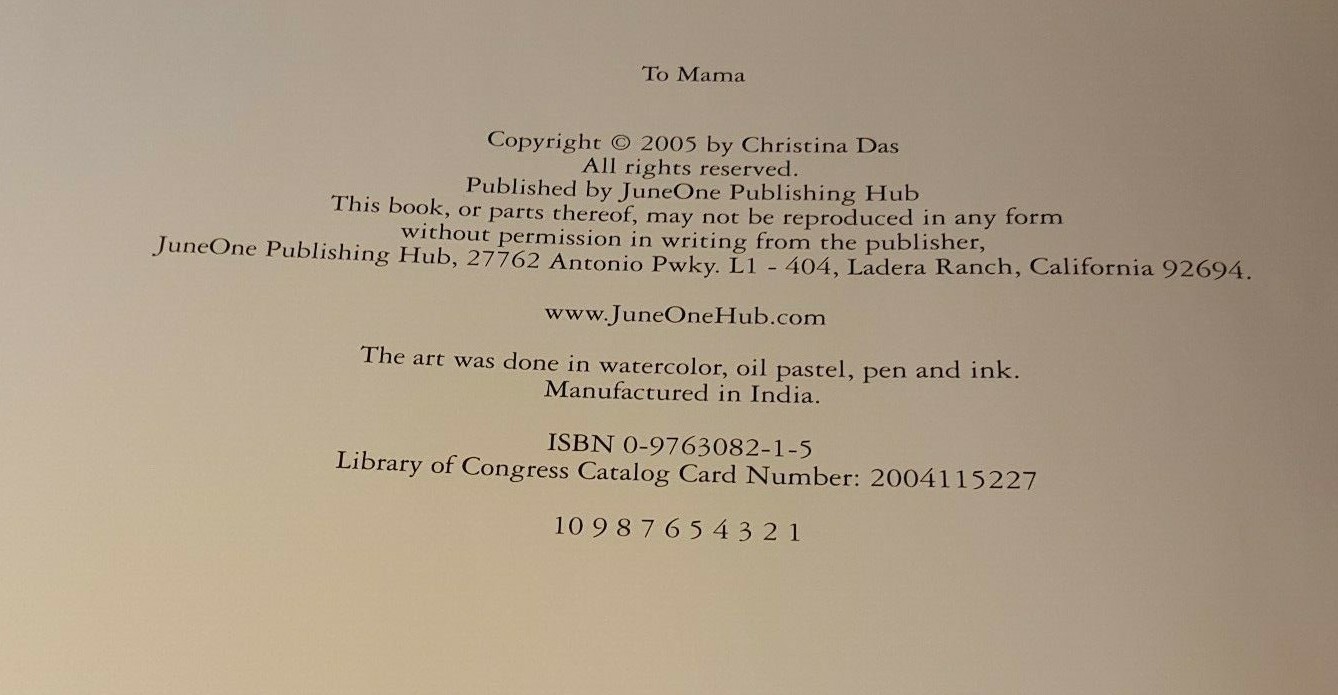 To Mama
Copyright © 2005 by Christina Das
All rights reserved.
Published by JuneOne Publishing Hub
This book, or parts thereof, may not be reproduced in any form
without permission in writing from the publisher,
JuneOne Publishing Hub, 27762 Antonio Pwky. L1 - 404, Ladera Ranch, California 92694.
www.JuneOneHub.com
The art was done in watercolor, oil pastel, pen and ink.
Manufactured in India.
ISBN 0-9763082-1-5
Library of Congress Catalog Card Number: 2004115227
10 9 8 7 6 5 4 3 2 1